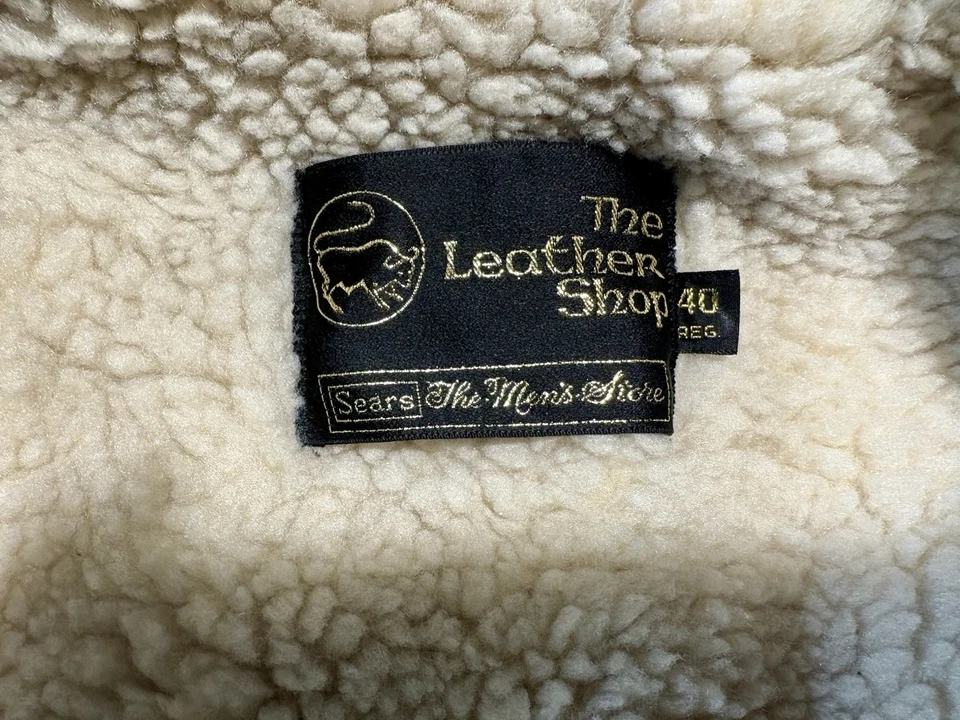 The
Leather
Shop
40
REG.
Sears The Men's Store